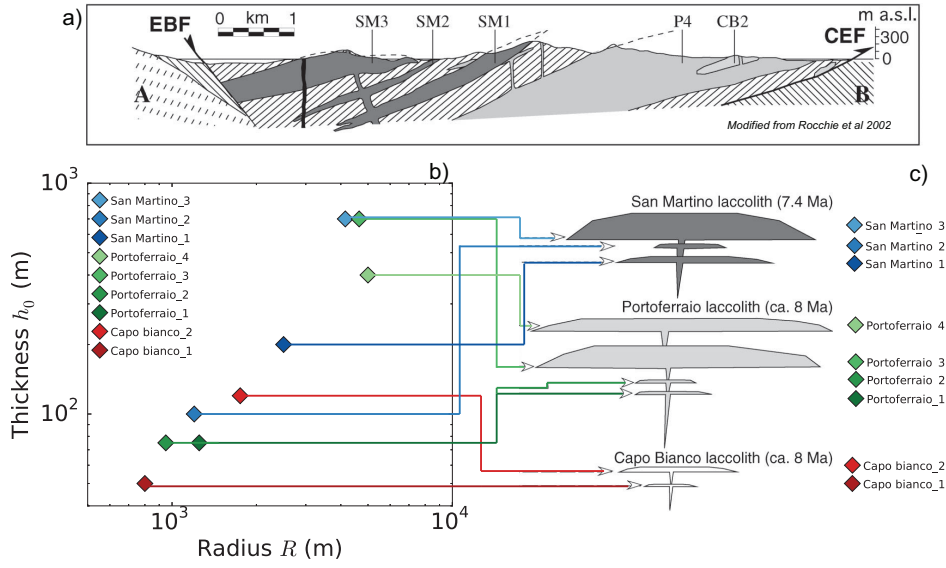 a)
EBF
0 km 1
SM3 SM2 SM1 P4 CB2
m a.s.l.
CEF
300
0
A B
Modified from Rocchie et al 2002
b)
c)
10³
10²
Thickness h₀ (m)
San Martino_3
San Martino_2
San Martino_1
Portoferraio_4
Portoferraio_3
Portoferraio_2
Portoferraio_1
Capo bianco_2
Capo bianco_1
10³ 10⁴
Radius R (m)
San Martino laccolith (7.4 Ma)
San Martino_3
San Martino 2
San Martino 1
Portoferraio laccolith (ca. 8 Ma)
Portoferraio 4
Portoferraio 3
Portoferraio 2
Portoferraio_1
Capo Bianco laccolith (ca. 8 Ma)
Capo bianco_2
Capo bianco_1